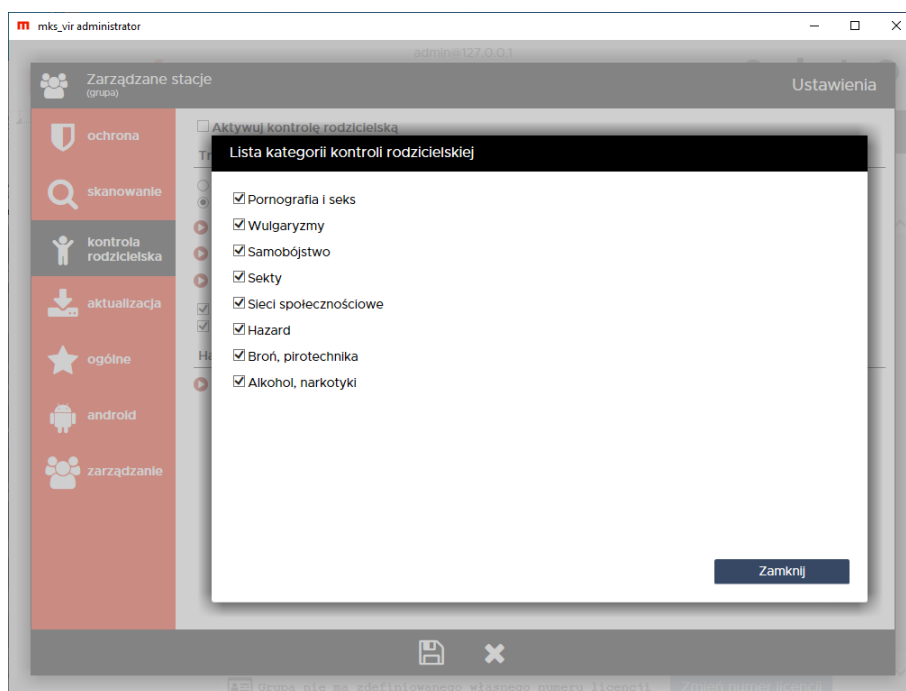 mks_vir administrator
admin@127.0.0.1
Zarządzane stacje
(grupa)
Ustawienia
ochrona
skanowanie
kontrola
rodzicielska
aktualizacja
ogólne
android
zarządzanie
Aktywuj kontrolę rodzicielską
Lista kategorii kontroli rodzicielskiej
Pornografia i seks
Wulgaryzmy
Samobójstwo
Sekty
Sieci społecznościowe
Hazard
Broń, pirotechnika
Alkohol, narkotyki
Zamknij
Grupa nie ma zdefiniowanego własnego numeru licencji
Zmień numer licencji